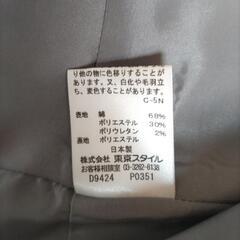 り他の物に色移りすることが
あります。又、白化や毛羽立
ち、変色することがあります。
C-5N
表地 綿 68%
ポリエステル 30%
ポリウレタン 2%
裏地 ポリエステル
日本製
株式会社 東京スタイル
お客様相談室 03-3262-8138
D9424 P0351